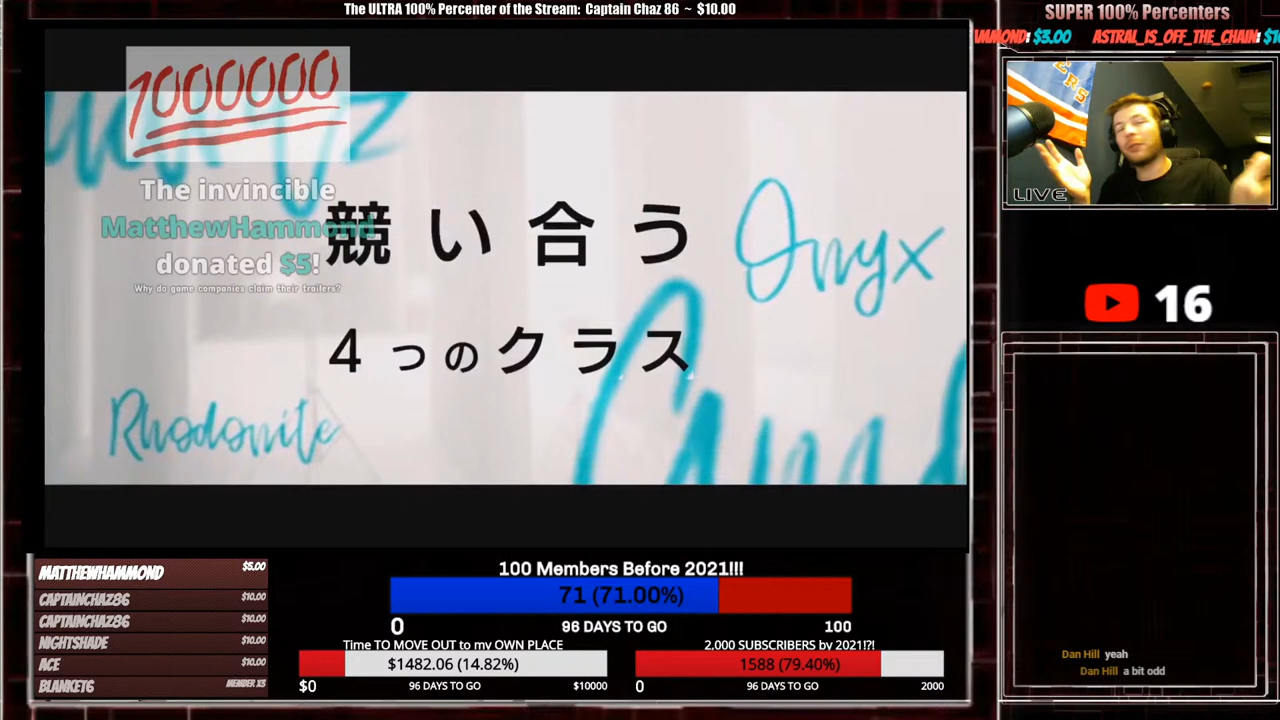 The ULTRA 100% Percenter of the Stream: Captain Chaz 86 ~ $10.00
SUPER 100% Percenters
$3.00 ASTRAL_IS_OFF_THE_CHAIN:
1000000
The invincible
MatthewHammond
donated $5!
Why do game companies claim their trailers?
競い合う
4つのクラス
Onyx
Rhodonite
LIVE
16
MATTHEWHAMMOND $5.00
CAPTAINCHAZ86 $10.00
CAPTAINCHAZ86 $10.00
NIGHTSHADE $10.00
ACE $10.00
BLANKET6 MEMBER X3
100 Members Before 2021!!!
71 (71.00%)
0 96 DAYS TO GO 100
Time TO MOVE OUT to my OWN PLACE
$1482.06 (14.82%)
$0 96 DAYS TO GO $10000
2,000 SUBSCRIBERS by 2021!?!
1588 (79.40%)
0 96 DAYS TO GO 2000
Dan Hill yeah
Dan Hill a bit odd